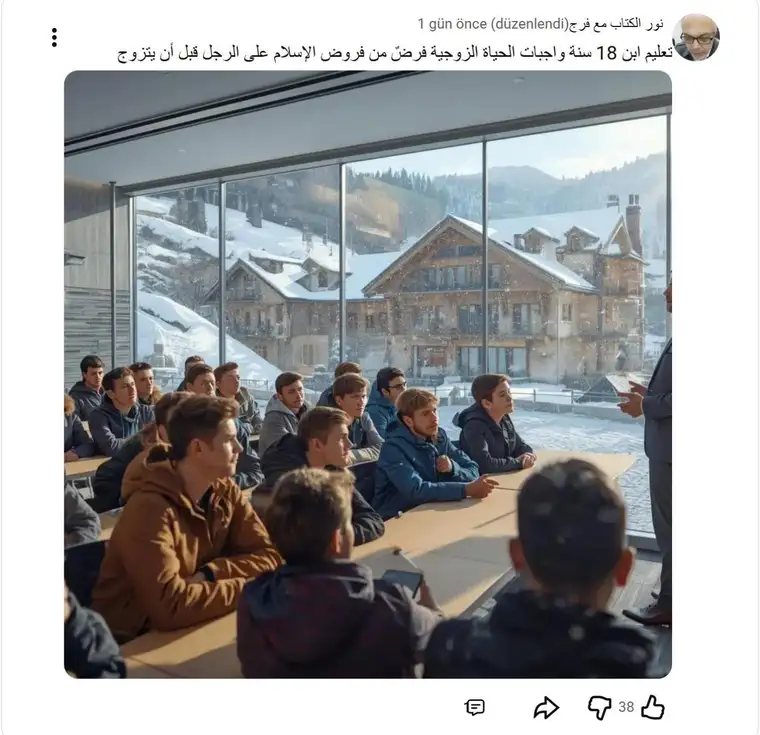 نور الكتاب مع فرج(düzenlendi) 1 gün önce
تعليم ابن 18 سنة واجبات الحياة الزوجية فرضٌ من فروض الإسلام على الرجل قبل أن يتزوج
38